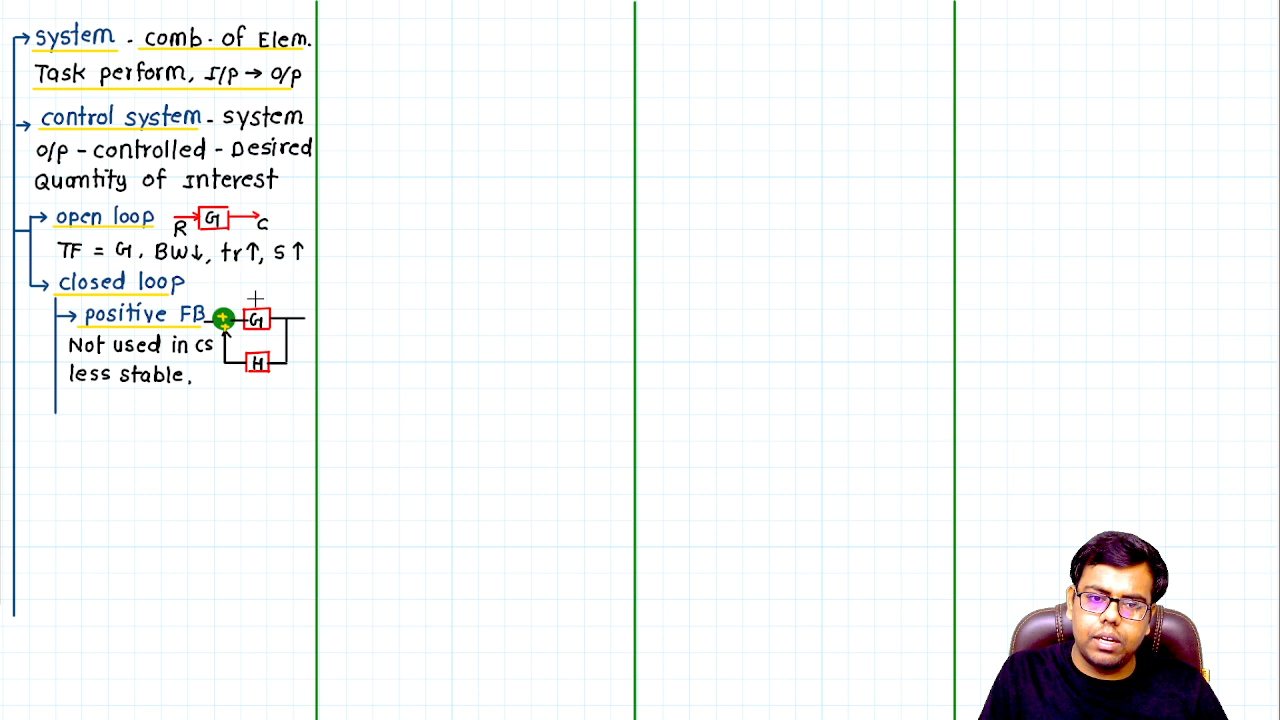 system - comb. of Elem.
Task perform, I/p → o/p
control system - system
o/p - controlled - Desired
Quantity of Interest
open loop R G C
TF = G, BW↓, tr↑, S↑
closed loop
positive FB + + G
Not used in cs H
less stable.